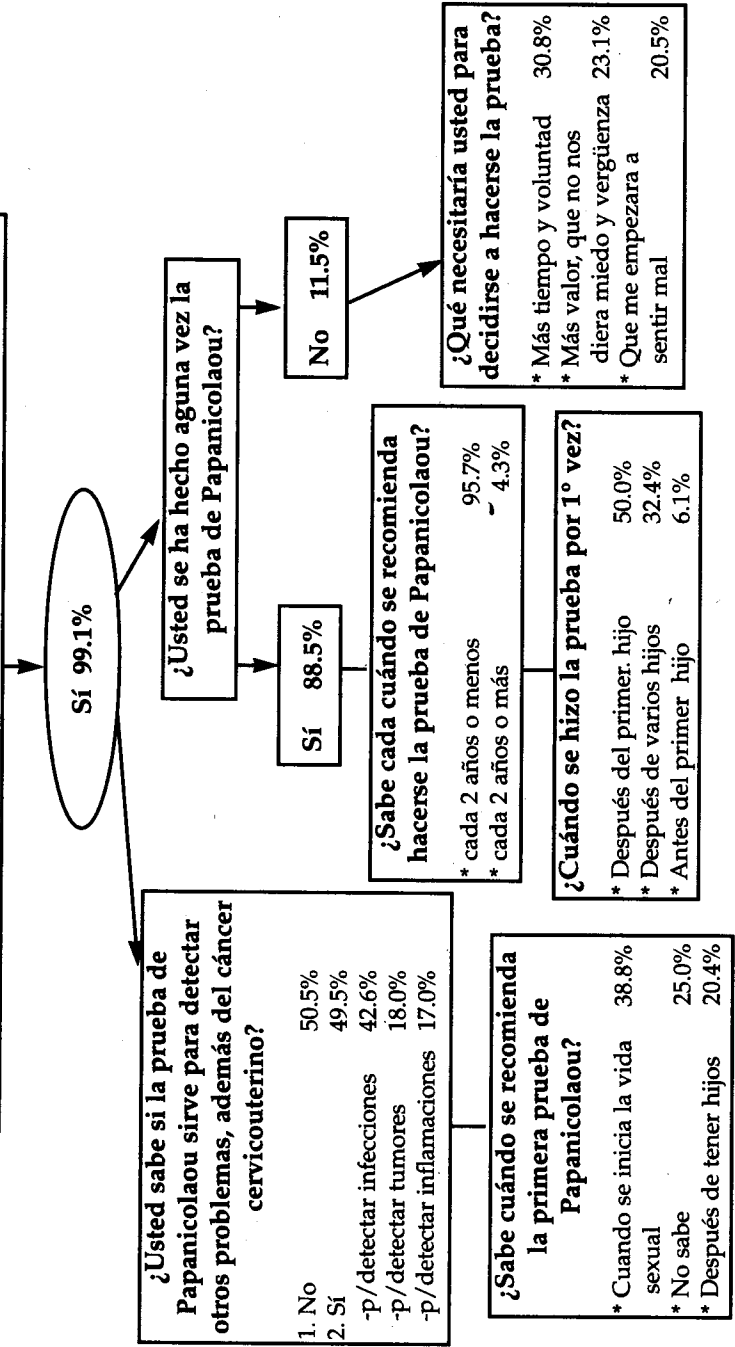 Sí 99.1%
¿Usted sabe si la prueba de
Papanicolaou sirve para detectar
otros problemas, además del cáncer
cervicouterino?
1. No 50.5%
2. Sí 49.5%
-p/detectar infecciones 42.6%
-p/detectar tumores 18.0%
-p/detectar inflamaciones 17.0%
¿Sabe cuándo se recomienda
la primera prueba de
Papanicolaou?
* Cuando se inicia la vida 38.8%
sexual
* No sabe 25.0%
* Después de tener hijos 20.4%
¿Usted se ha hecho aguna vez la
prueba de Papanicolaou?
Sí 88.5%
No 11.5%
¿Sabe cada cuándo se recomienda
hacerse la prueba de Papanicolaou?
* cada 2 años o menos 95.7%
* cada 2 años o más 4.3%
¿Cuándo se hizo la prueba por 1º vez?
* Después del primer. hijo 50.0%
* Después de varios hijos 32.4%
* Antes del primer hijo 6.1%
¿Qué necesitaría usted para
decidirse a hacerse la prueba?
* Más tiempo y voluntad 30.8%
* Más valor, que no nos
diera miedo y vergüenza 23.1%
* Que me empezara a 20.5%
sentir mal